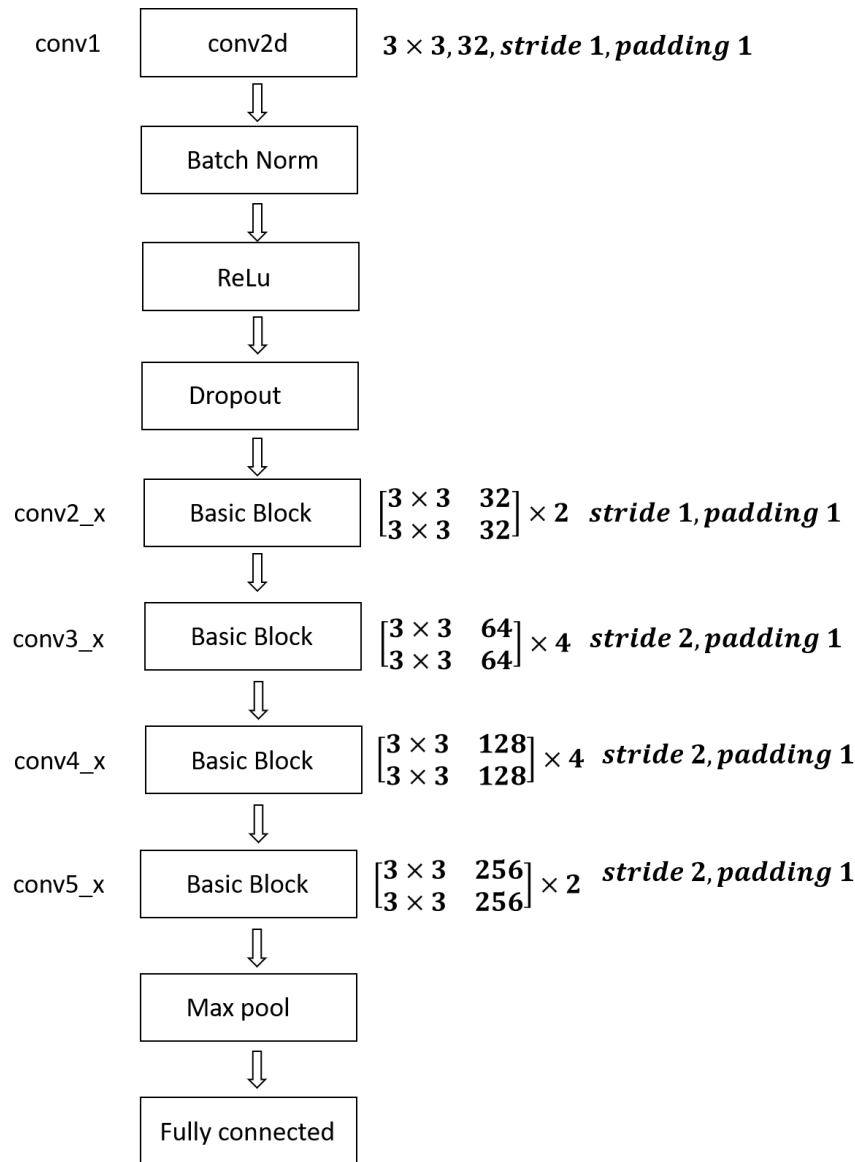 conv1 conv2d 3 × 3, 32, stride 1, padding 1
Batch Norm
ReLu
Dropout
conv2_x Basic Block [3 × 3 32
3 × 3 32] × 2 stride 1, padding 1
conv3_x Basic Block [3 × 3 64
3 × 3 64] × 4 stride 2, padding 1
conv4_x Basic Block [3 × 3 128
3 × 3 128] × 4 stride 2, padding 1
conv5_x Basic Block [3 × 3 256
3 × 3 256] × 2 stride 2, padding 1
Max pool
Fully connected